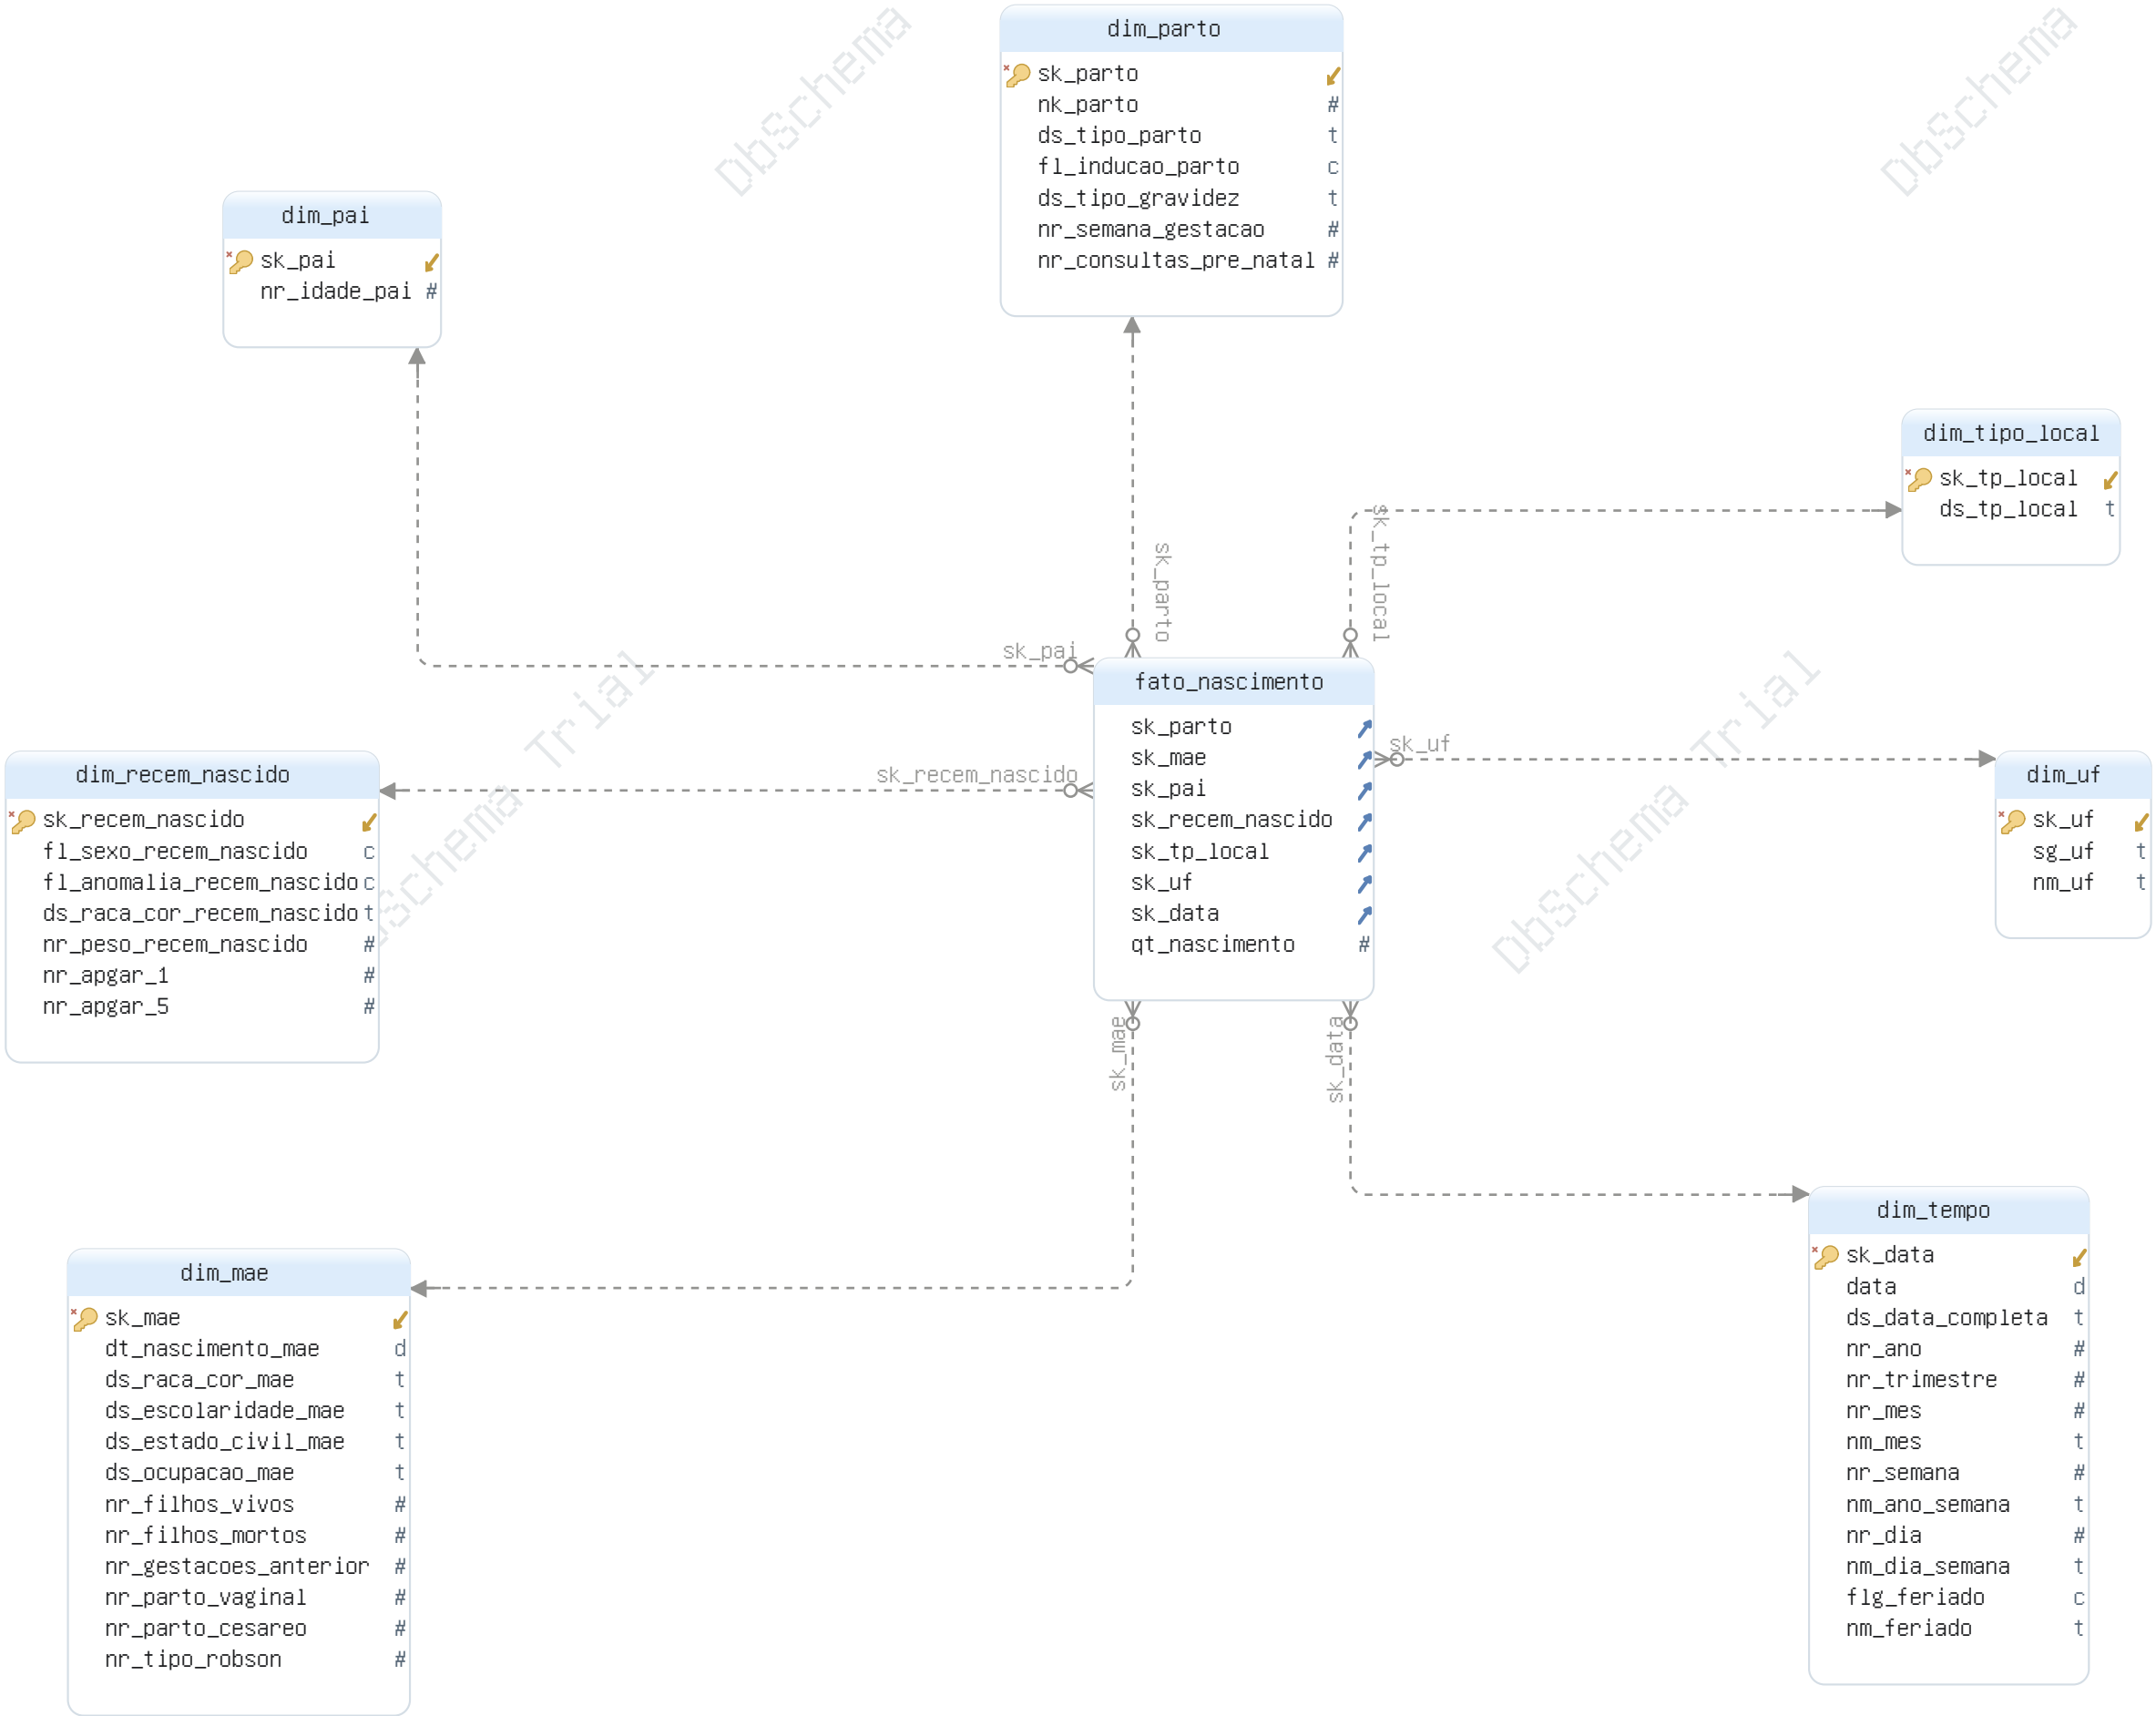 DbSchema
DbSchema
dim_parto
sk_parto
nk_parto #
ds_tipo_parto t
fl_inducao_parto c
ds_tipo_gravidez t
nr_semana_gestacao #
nr_consultas_pre_natal #
dim_pai
sk_pai
nr_idade_pai #
dim_tipo_local
sk_tp_local
ds_tp_local t
sk_parto
sk_tp_local
sk_pai
Trial
Trial
fato_nascimento
sk_parto
sk_mae
sk_pai
sk_recem_nascido
sk_tp_local
sk_uf
sk_data
qt_nascimento #
sk_uf
dim_uf
sk_uf
sg_uf t
nm_uf t
dim_recem_nascido
sk_recem_nascido
fl_sexo_recem_nascido c
fl_anomalia_recem_nascido c
ds_raca_cor_recem_nascido t
nr_peso_recem_nascido #
nr_apgar_1 #
nr_apgar_5 #
sk_recem_nascido
DbSchema
sk_mae
sk_data
dim_mae
sk_mae
dt_nascimento_mae d
ds_raca_cor_mae t
ds_escolaridade_mae t
ds_estado_civil_mae t
ds_ocupacao_mae t
nr_filhos_vivos #
nr_filhos_mortos #
nr_gestacoes_anterior #
nr_parto_vaginal #
nr_parto_cesareo #
nr_tipo_robson #
dim_tempo
sk_data
data d
ds_data_completa t
nr_ano #
nr_trimestre #
nr_mes #
nm_mes t
nr_semana #
nm_ano_semana t
nr_dia #
nm_dia_semana t
flg_feriado c
nm_feriado t